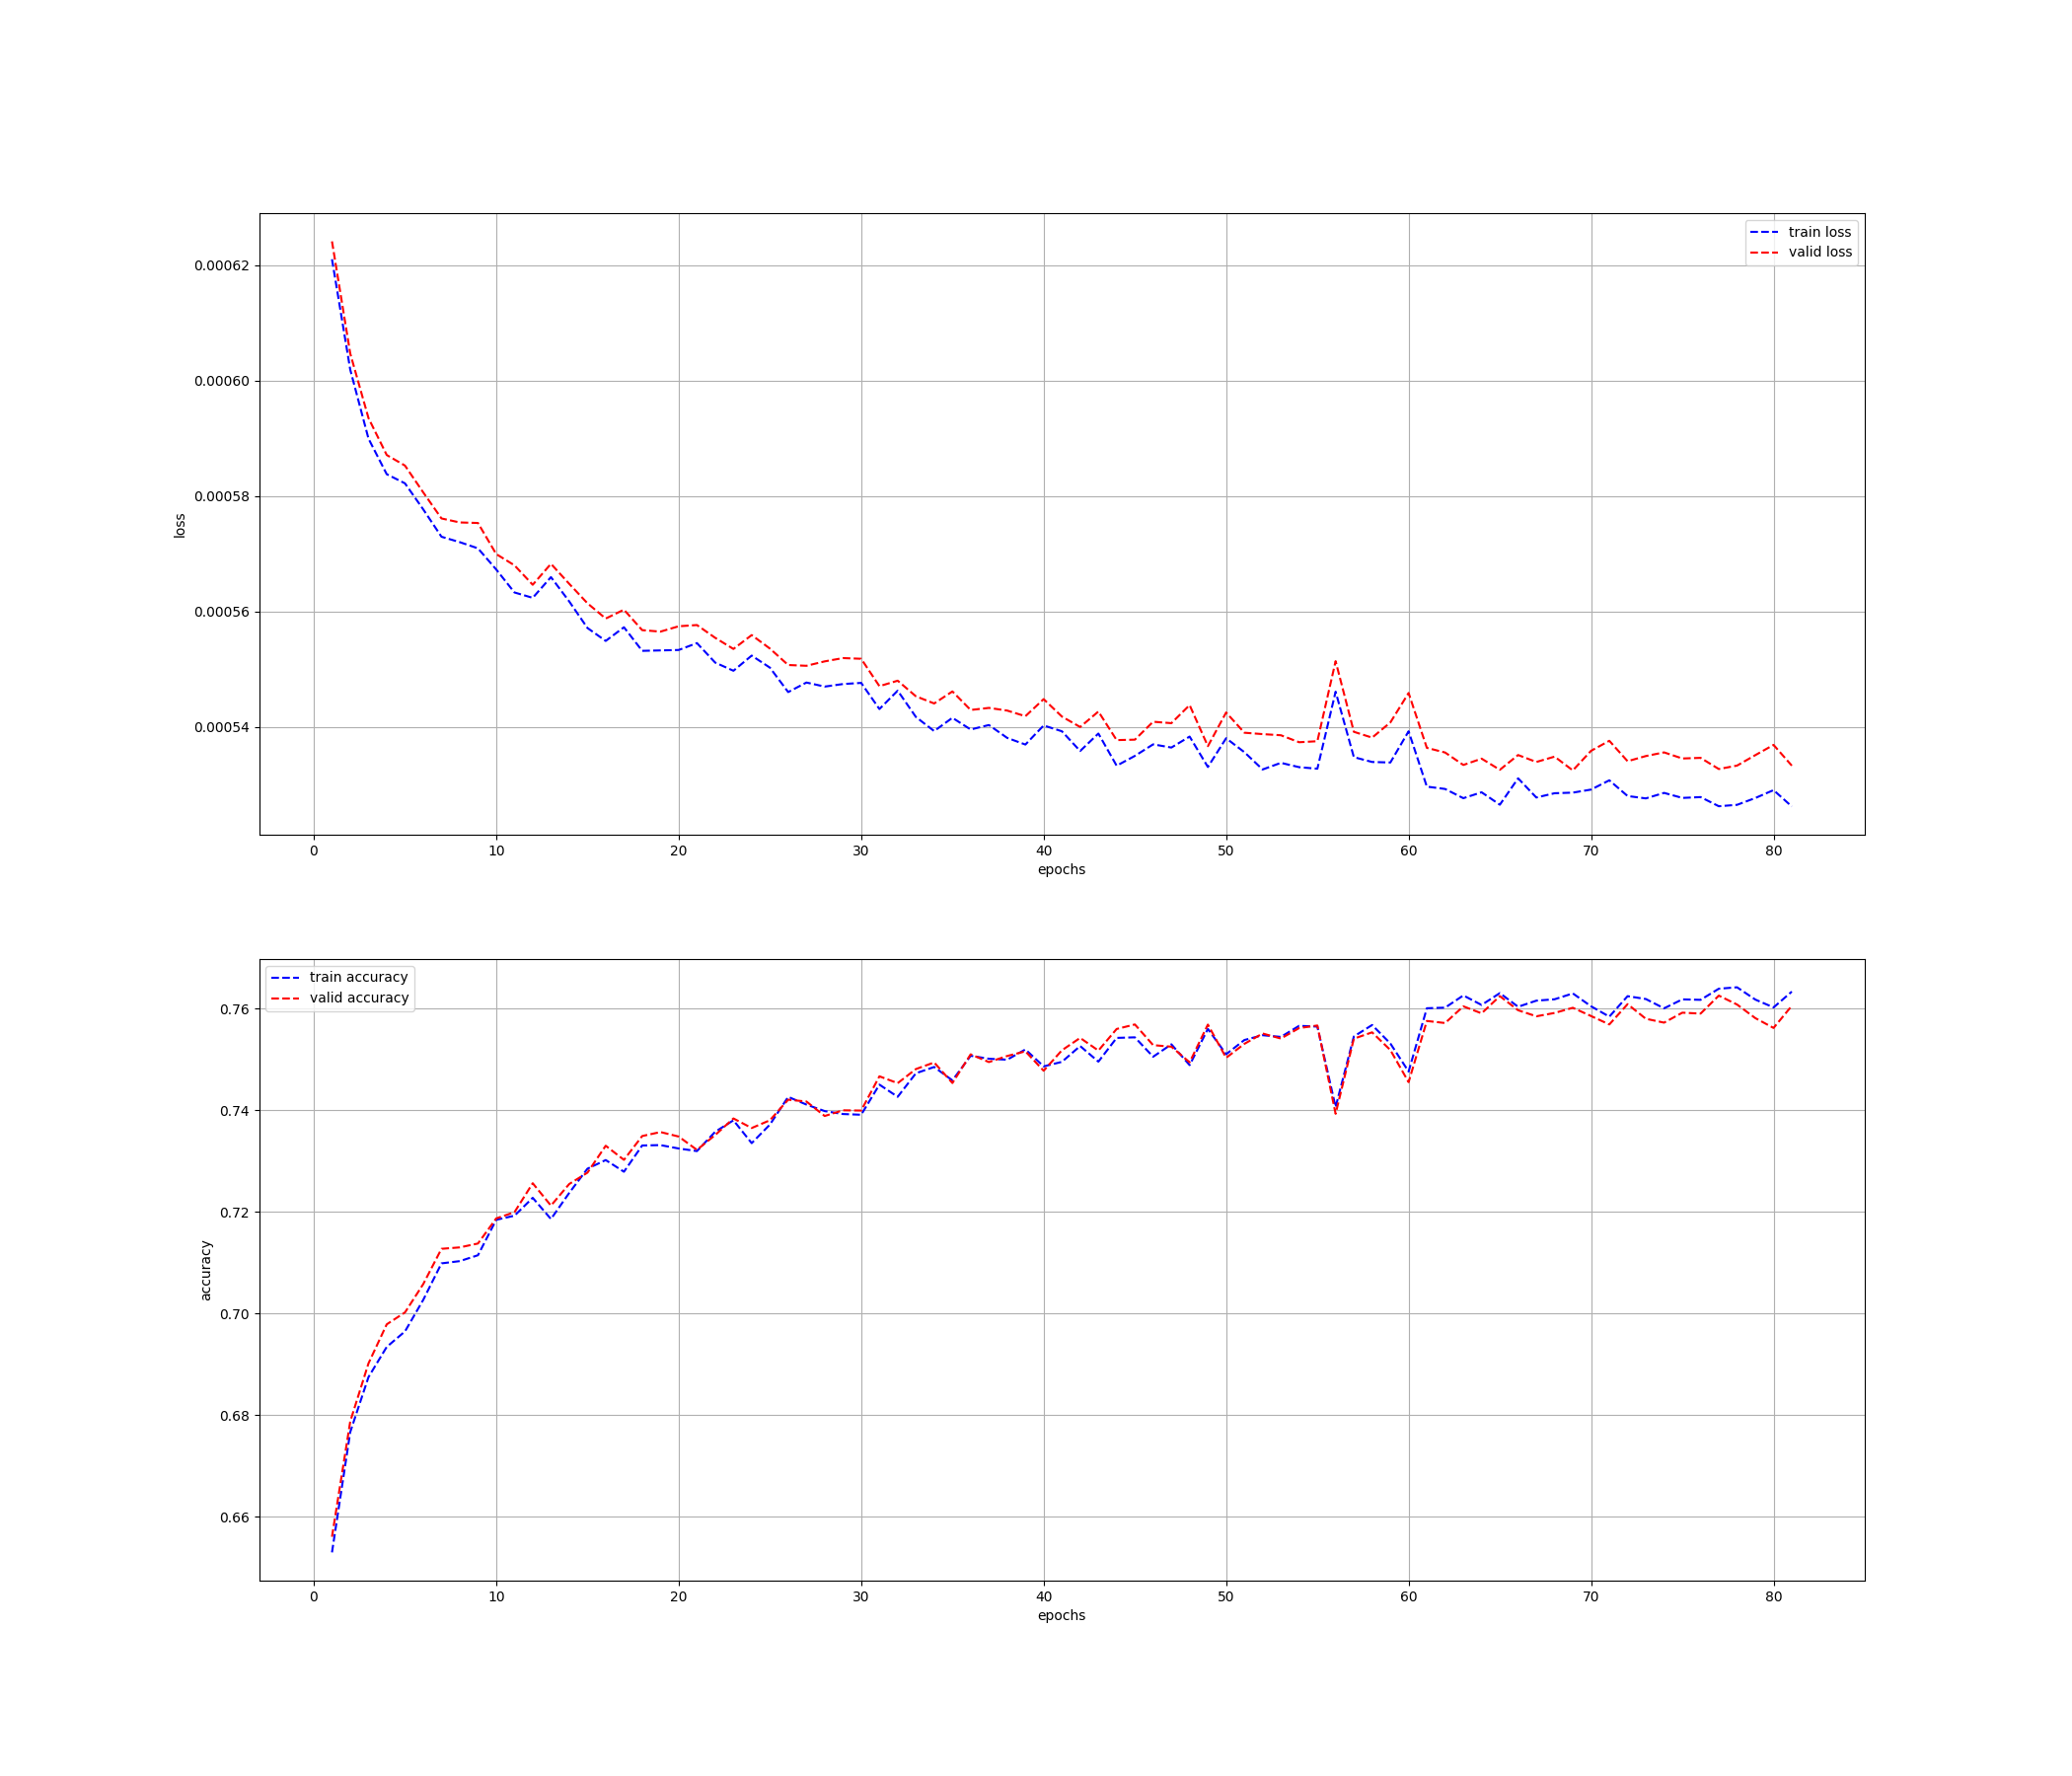 train loss
valid loss
0.00062
0.00060
0.00058
0.00056
0.00054
loss
0 10 20 30 40 50 60 70 80
epochs
train accuracy
valid accuracy
0.76
0.74
0.72
0.70
0.68
0.66
accuracy
0 10 20 30 40 50 60 70 80
epochs